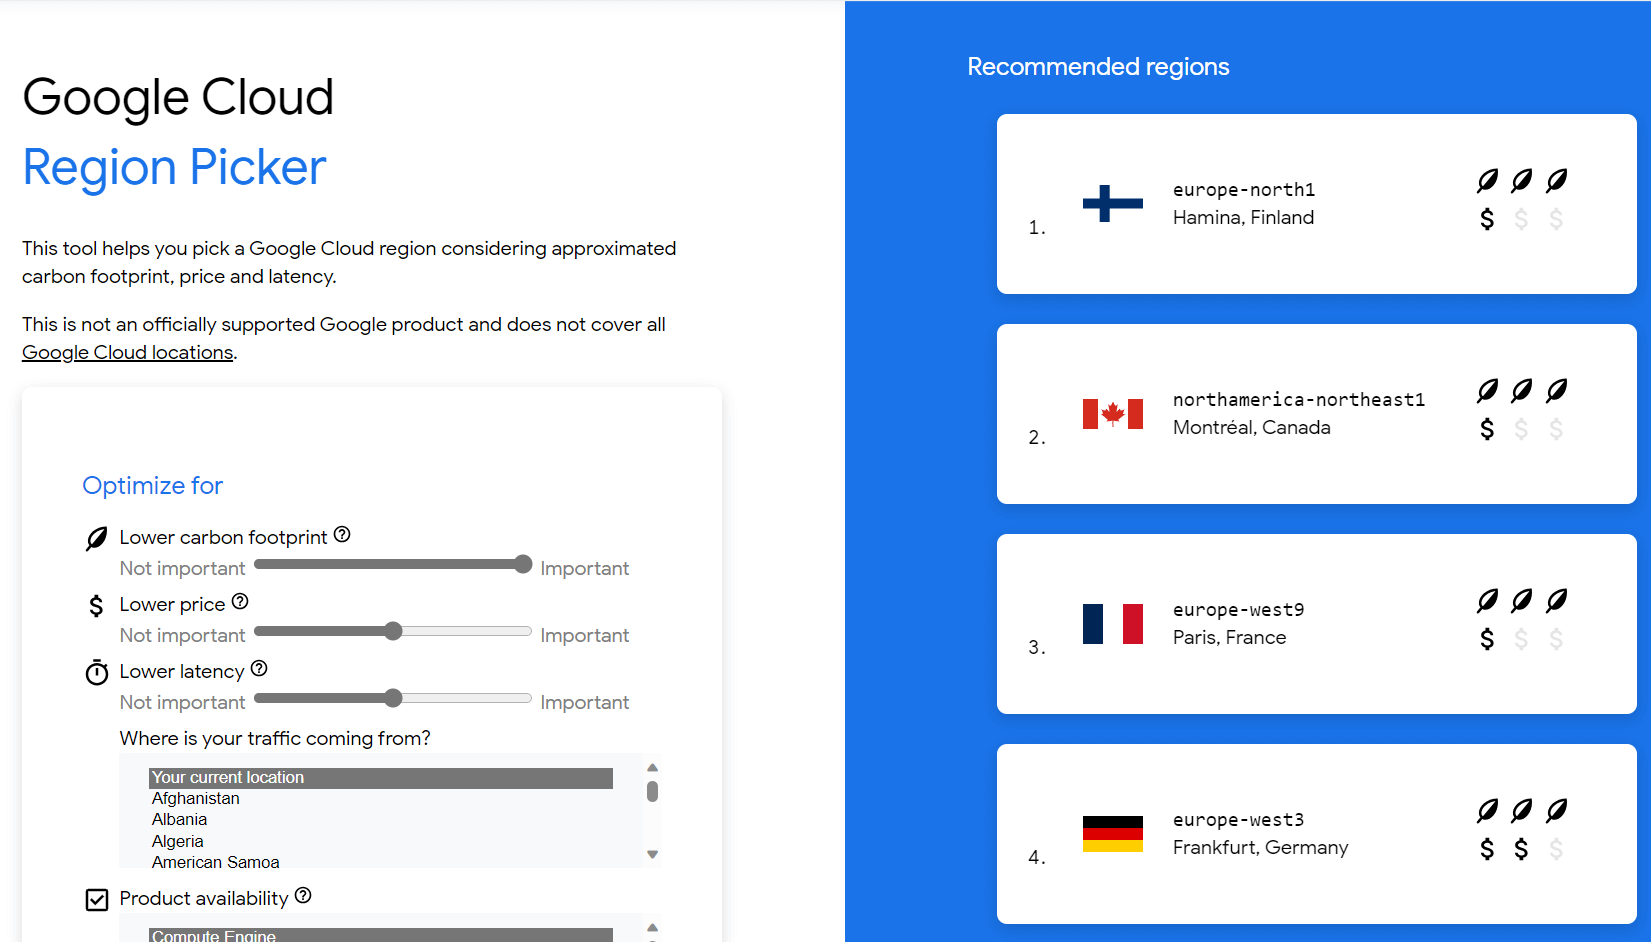 Google Cloud
Region Picker
This tool helps you pick a Google Cloud region considering approximated
carbon footprint, price and latency.
This is not an officially supported Google product and does not cover all
Google Cloud locations.
Optimize for
Lower carbon footprint
Not important Important
$ Lower price
Not important Important
Lower latency
Not important Important
Where is your traffic coming from?
Your current location
Afghanistan
Albania
Algeria
American Samoa
Product availability
Compute Engine
Recommended regions
1.
europe-north1
Hamina, Finland
$ $ $
2.
northamerica-northeast1
Montréal, Canada
$ $ $
3.
europe-west9
Paris, France
$ $ $
4.
europe-west3
Frankfurt, Germany
$ $ $